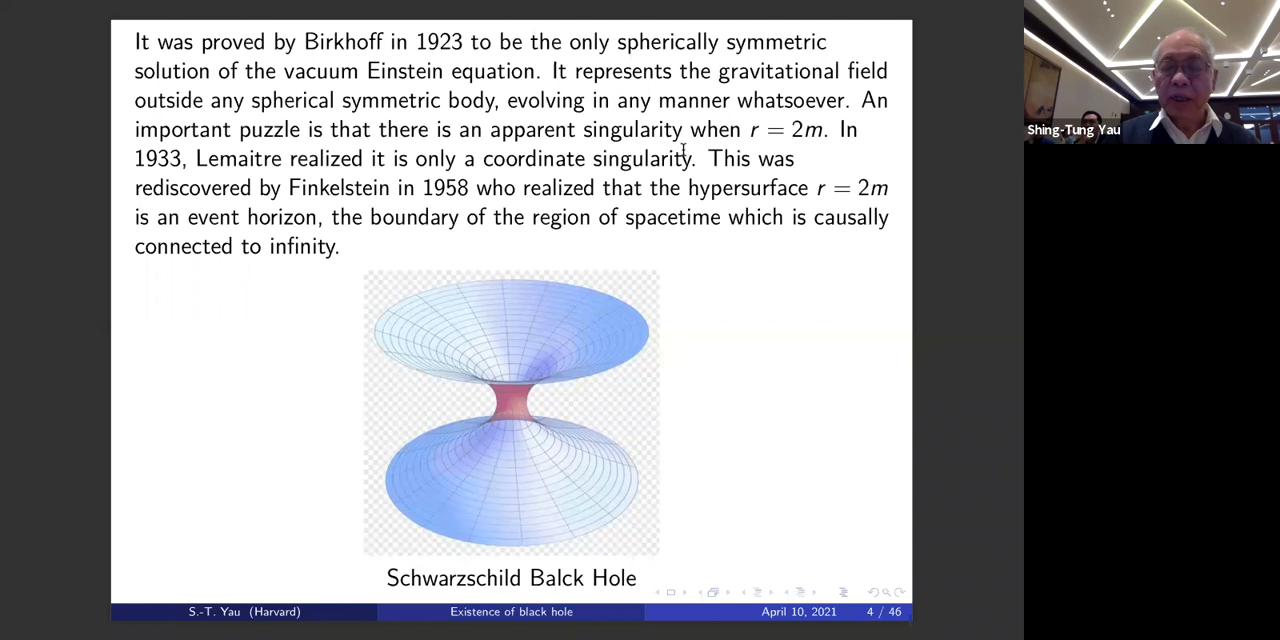 It was proved by Birkhoff in 1923 to be the only spherically symmetric
solution of the vacuum Einstein equation. It represents the gravitational field
outside any spherical symmetric body, evolving in any manner whatsoever. An
important puzzle is that there is an apparent singularity when r = 2m. In
1933, Lemaitre realized it is only a coordinate singularity. This was
rediscovered by Finkelstein in 1958 who realized that the hypersurface r = 2m
is an event horizon, the boundary of the region of spacetime which is causally
connected to infinity.
Schwarzschild Balck Hole
S.-T. Yau (Harvard) Existence of black hole April 10, 2021 4 / 46
Shing-Tung Yau